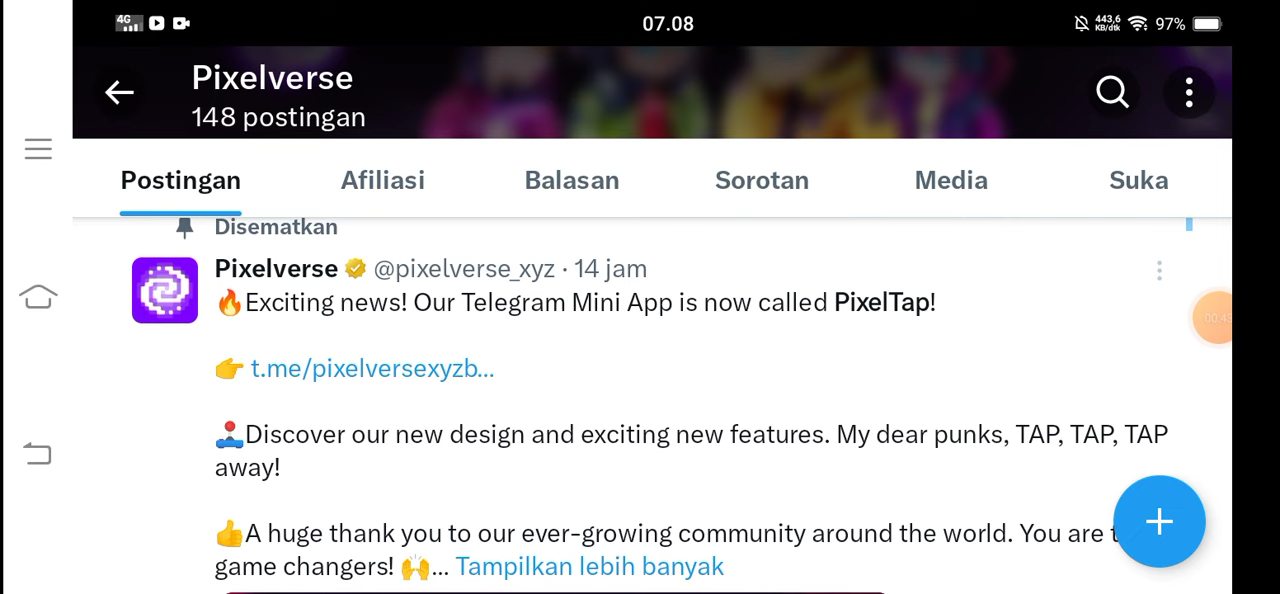 4G 07.08 443,6 KB/dtk 97%
Pixelverse
148 postingan
Postingan Afiliasi Balasan Sorotan Media Suka
Disematkan
Pixelverse @pixelverse_xyz · 14 jam
🔥Exciting news! Our Telegram Mini App is now called PixelTap!
00:43
👉 t.me/pixelversexyzb...
🕹️Discover our new design and exciting new features. My dear punks, TAP, TAP, TAP
away!
👍A huge thank you to our ever-growing community around the world. You are
game changers! 🙌... Tampilkan lebih banyak